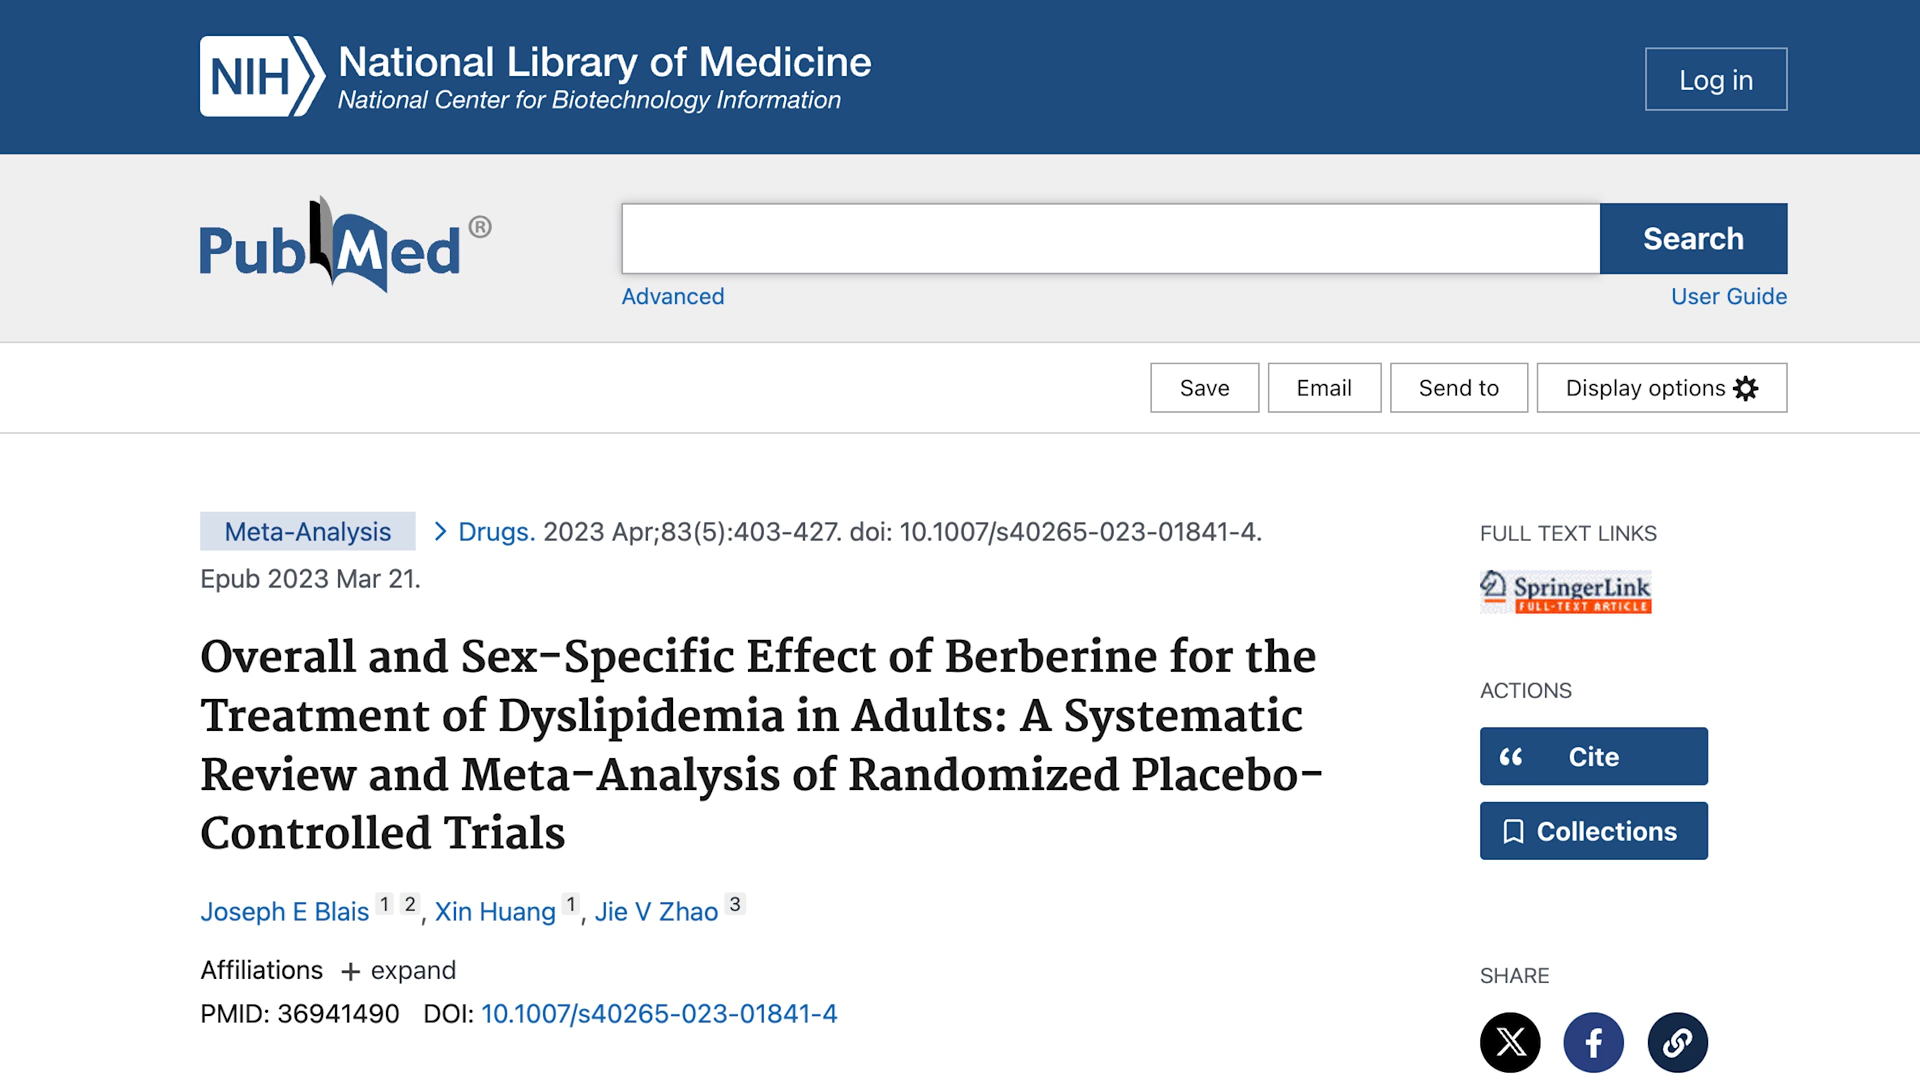 NIH National Library of Medicine
National Center for Biotechnology Information
Log in
PubMed®
Search
Advanced
User Guide
Save
Email
Send to
Display options
Meta-Analysis > Drugs. 2023 Apr;83(5):403-427. doi: 10.1007/s40265-023-01841-4.
Epub 2023 Mar 21.
Overall and Sex-Specific Effect of Berberine for the
Treatment of Dyslipidemia in Adults: A Systematic
Review and Meta-Analysis of Randomized Placebo-
Controlled Trials
Joseph E Blais 1 2, Xin Huang 1, Jie V Zhao 3
Affiliations + expand
PMID: 36941490 DOI: 10.1007/s40265-023-01841-4
FULL TEXT LINKS
SpringerLink
FULL-TEXT ARTICLE
ACTIONS
“ Cite
Collections
SHARE
X f